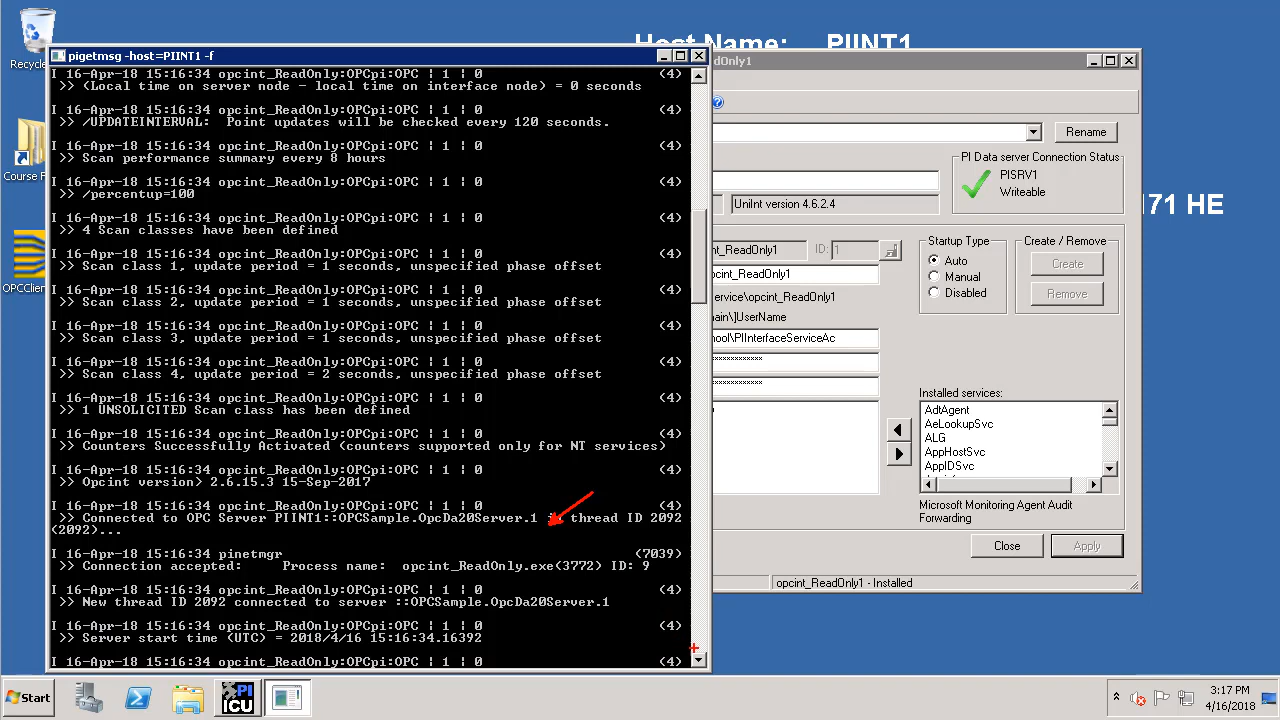 Host Name: PIINT1
171 HE
Recycle
Course F
OPCClien
pigetmsg -host=PIINT1 -f
I 16-Apr-18 15:16:34 opcint_ReadOnly:OPCpi:OPC | 1 | 0 (4)
>> (Local time on server node - local time on interface node) = 0 seconds
I 16-Apr-18 15:16:34 opcint_ReadOnly:OPCpi:OPC | 1 | 0 (4)
>> /UPDATEINTERVAL: Point updates will be checked every 120 seconds.
I 16-Apr-18 15:16:34 opcint_ReadOnly:OPCpi:OPC | 1 | 0 (4)
>> Scan performance summary every 8 hours
I 16-Apr-18 15:16:34 opcint_ReadOnly:OPCpi:OPC | 1 | 0 (4)
>> /percentup=100
I 16-Apr-18 15:16:34 opcint_ReadOnly:OPCpi:OPC | 1 | 0 (4)
>> 4 Scan classes have been defined
I 16-Apr-18 15:16:34 opcint_ReadOnly:OPCpi:OPC | 1 | 0 (4)
>> Scan class 1, update period = 1 seconds, unspecified phase offset
I 16-Apr-18 15:16:34 opcint_ReadOnly:OPCpi:OPC | 1 | 0 (4)
>> Scan class 2, update period = 1 seconds, unspecified phase offset
I 16-Apr-18 15:16:34 opcint_ReadOnly:OPCpi:OPC | 1 | 0 (4)
>> Scan class 3, update period = 1 seconds, unspecified phase offset
I 16-Apr-18 15:16:34 opcint_ReadOnly:OPCpi:OPC | 1 | 0 (4)
>> Scan class 4, update period = 2 seconds, unspecified phase offset
I 16-Apr-18 15:16:34 opcint_ReadOnly:OPCpi:OPC | 1 | 0 (4)
>> 1 UNSOLICITED Scan class has been defined
I 16-Apr-18 15:16:34 opcint_ReadOnly:OPCpi:OPC | 1 | 0 (4)
>> Counters Successfully Activated (counters supported only for NT services)
I 16-Apr-18 15:16:34 opcint_ReadOnly:OPCpi:OPC | 1 | 0 (4)
>> Opcint version> 2.6.15.3 15-Sep-2017
I 16-Apr-18 15:16:34 opcint_ReadOnly:OPCpi:OPC | 1 | 0 (4)
>> Connected to OPC Server PIINT1::OPCSample.OpcDa20Server.1 thread ID 2092
(2092)...
I 16-Apr-18 15:16:34 pinetmgr (7039)
>> Connection accepted: Process name: opcint_ReadOnly.exe(3772) ID: 9
I 16-Apr-18 15:16:34 opcint_ReadOnly:OPCpi:OPC | 1 | 0 (4)
>> New thread ID 2092 connected to server ::OPCSample.OpcDa20Server.1
I 16-Apr-18 15:16:34 opcint_ReadOnly:OPCpi:OPC | 1 | 0 (4)
>> Server start time (UTC) = 2018/4/16 15:16:34.16392
I 16-Apr-18 15:16:34 opcint_ReadOnly:OPCpi:OPC | 1 | 0 (4)
dOnly1
Rename
PI Data server Connection Status
PISRV1
Writeable
UniInt version 4.6.2.4
nt_ReadOnly1
ID: 1
pcint_ReadOnly1
ervice\opcint_ReadOnly1
main\]UserName
hool\PIInterfaceServiceAc
xxxxxxxxxxxxx
xxxxxxxxxxxxx
Startup Type
Auto
Manual
Disabled
Create / Remove
Create
Remove
Installed services:
AdtAgent
AeLookupSvc
ALG
AppHostSvc
AppIDSvc
Microsoft Monitoring Agent Audit
Forwarding
Close
Apply
opcint_ReadOnly1 - Installed
Start
PI
ICU
3:17 PM
4/16/2018